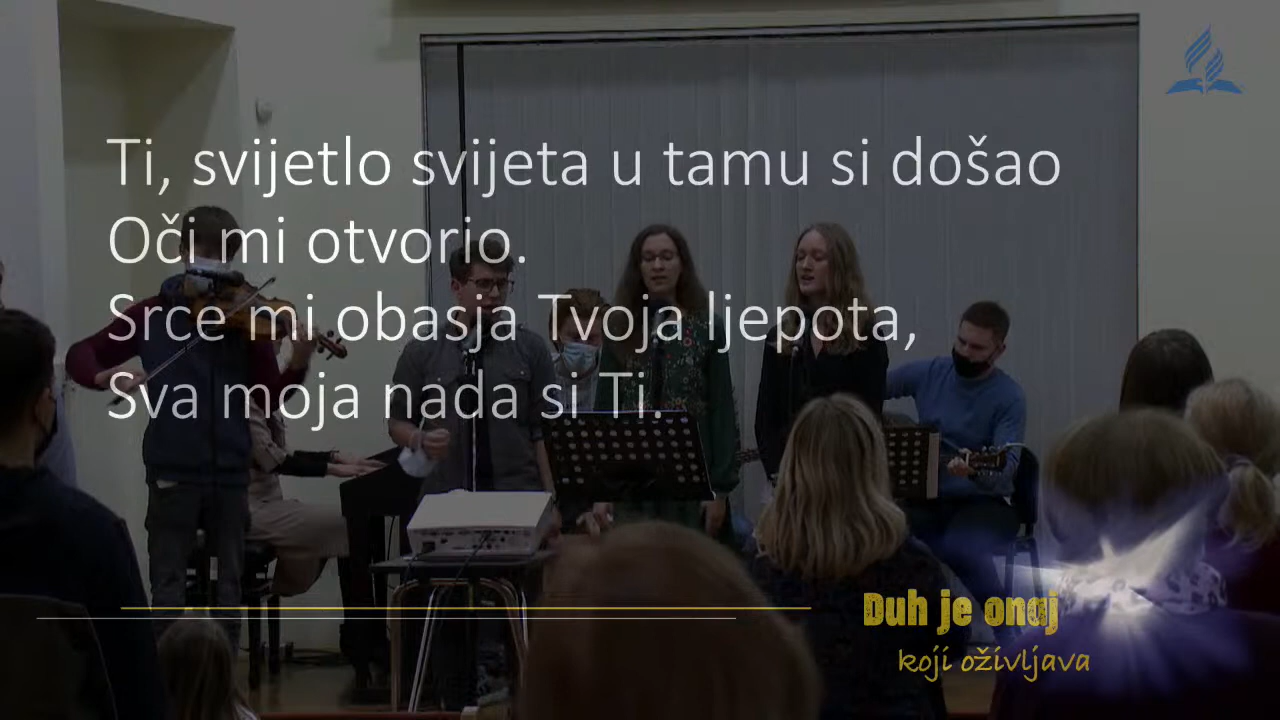 Ti, svijetlo svijeta u tamu si došao
Oči mi otvorio.
Srce mi obasja Tvoja ljepota,
Sva moja nada si Ti.
Duh je onaj
koji oživljava